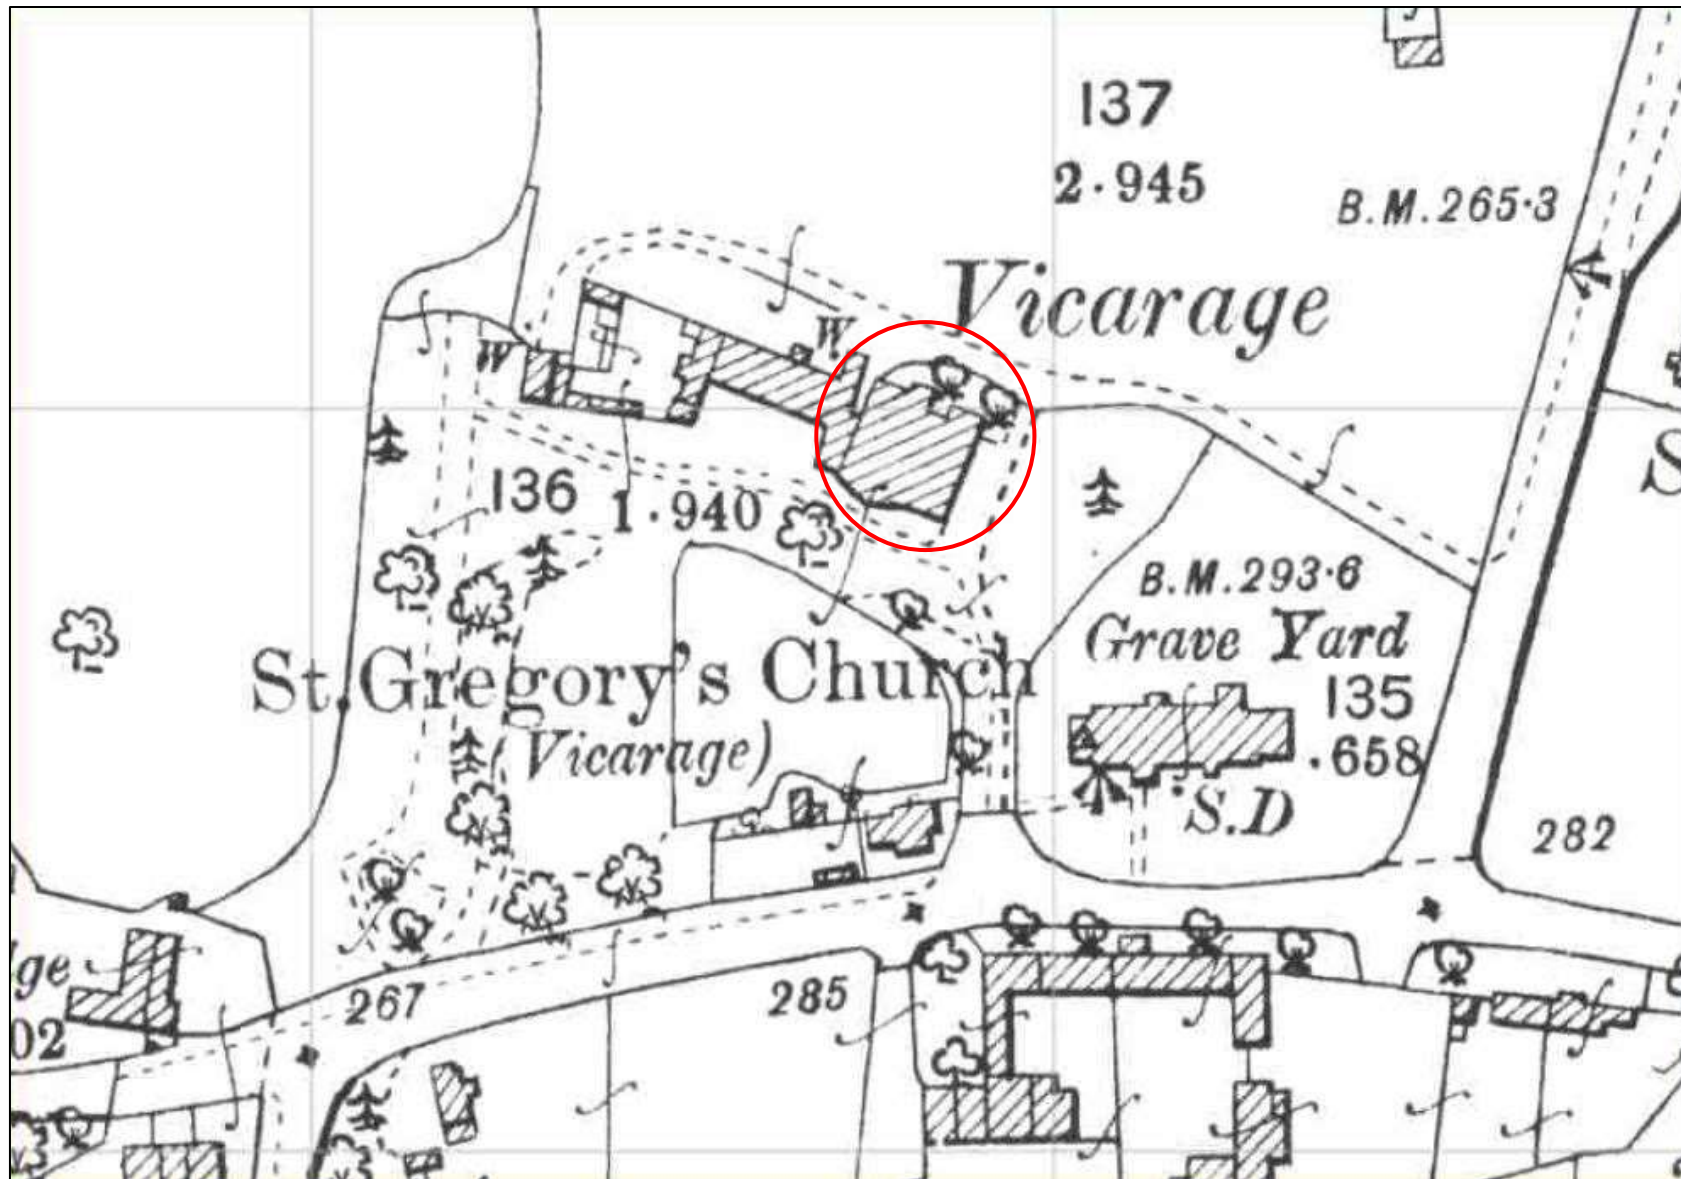 137
2·945
B.M.265·3
Vicarage
W.
W
136
1·940
B.M.293·6
Grave Yard
St. Gregory's Church
135
·658
(Vicarage)
S.D
282
267
285
02